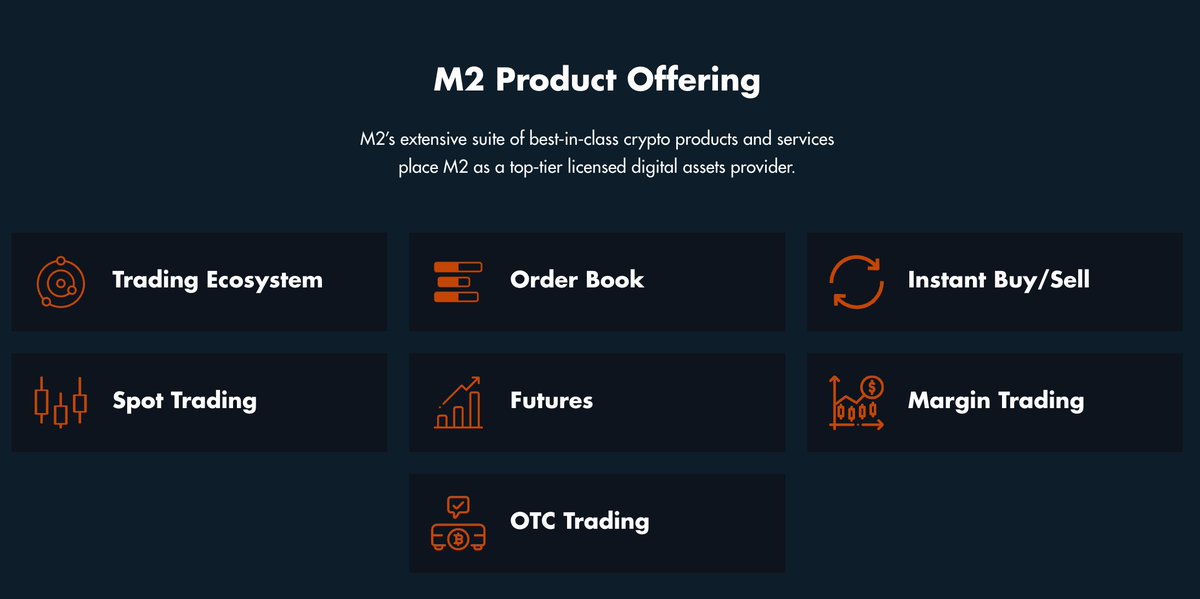 M2 Product Offering
M2’s extensive suite of best-in-class crypto products and services
place M2 as a top-tier licensed digital assets provider.
Trading Ecosystem
Order Book
Instant Buy/Sell
Spot Trading
Futures
$
Margin Trading
OTC Trading